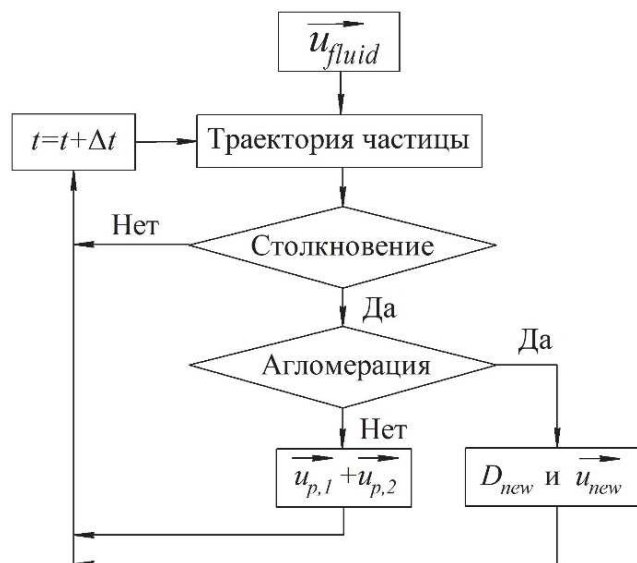 u_fluid
t=t+Δt
Траектория частицы
Нет
Столкновение
Да
Агломерация
Да
Нет
u_p,1 + u_p,2
D_new и u_new